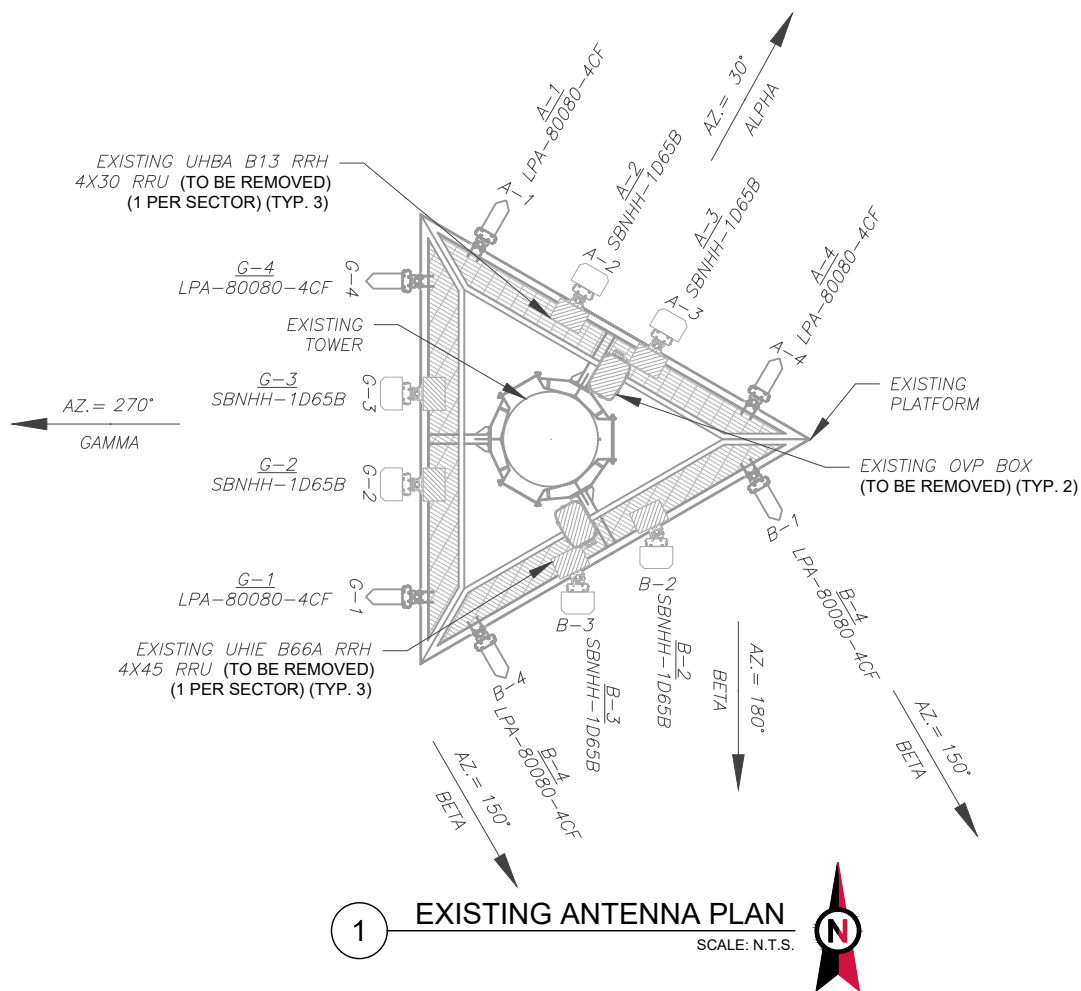 AZ.= 30°
ALPHA
A-1
LPA-80080-4CF
A-1
A-2
SBNHH-1D65B
A-2
A-3
SBNHH-1D65B
A-3
A-4
LPA-80080-4CF
A-4
EXISTING UHBA B13 RRH
4X30 RRU (TO BE REMOVED)
(1 PER SECTOR) (TYP. 3)
G-4
LPA-80080-4CF
G-4
EXISTING
TOWER
G-3
SBNHH-1D65B
G-3
AZ.= 270°
GAMMA
G-2
SBNHH-1D65B
G-2
G-1
LPA-80080-4CF
G-1
EXISTING
PLATFORM
EXISTING OVP BOX
(TO BE REMOVED) (TYP. 2)
EXISTING UHIE B66A RRH
4X45 RRU (TO BE REMOVED)
(1 PER SECTOR) (TYP. 3)
B-1
B-4
LPA-80080-4CF
B-2
B-2
SBNHH-1D65B
B-3
B-3
SBNHH-1D65B
B-4
B-4
LPA-80080-4CF
AZ.= 180°
BETA
AZ.= 150°
BETA
AZ.= 150°
BETA
1
EXISTING ANTENNA PLAN
SCALE: N.T.S.
N